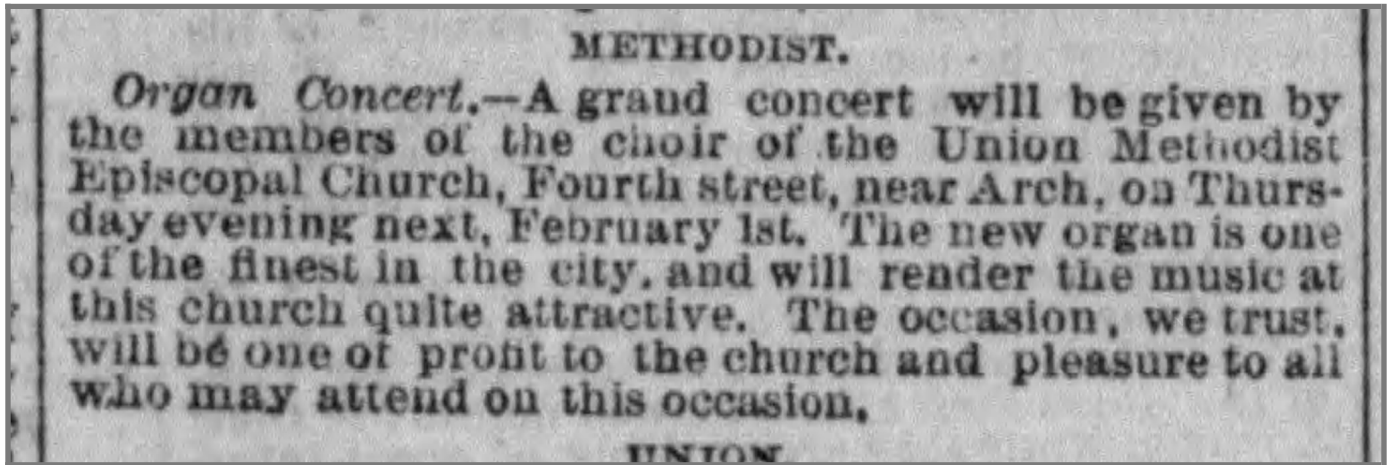 METHODIST.
Organ Concert.—A grand concert will be given by
the members of the choir of the Union Methodist
Episcopal Church, Fourth street, near Arch, on Thurs-
day evening next, February 1st. The new organ is one
of the finest in the city, and will render the music at
this church quite attractive. The occasion, we trust,
will be one of profit to the church and pleasure to all
who may attend on this occasion.
UNION.